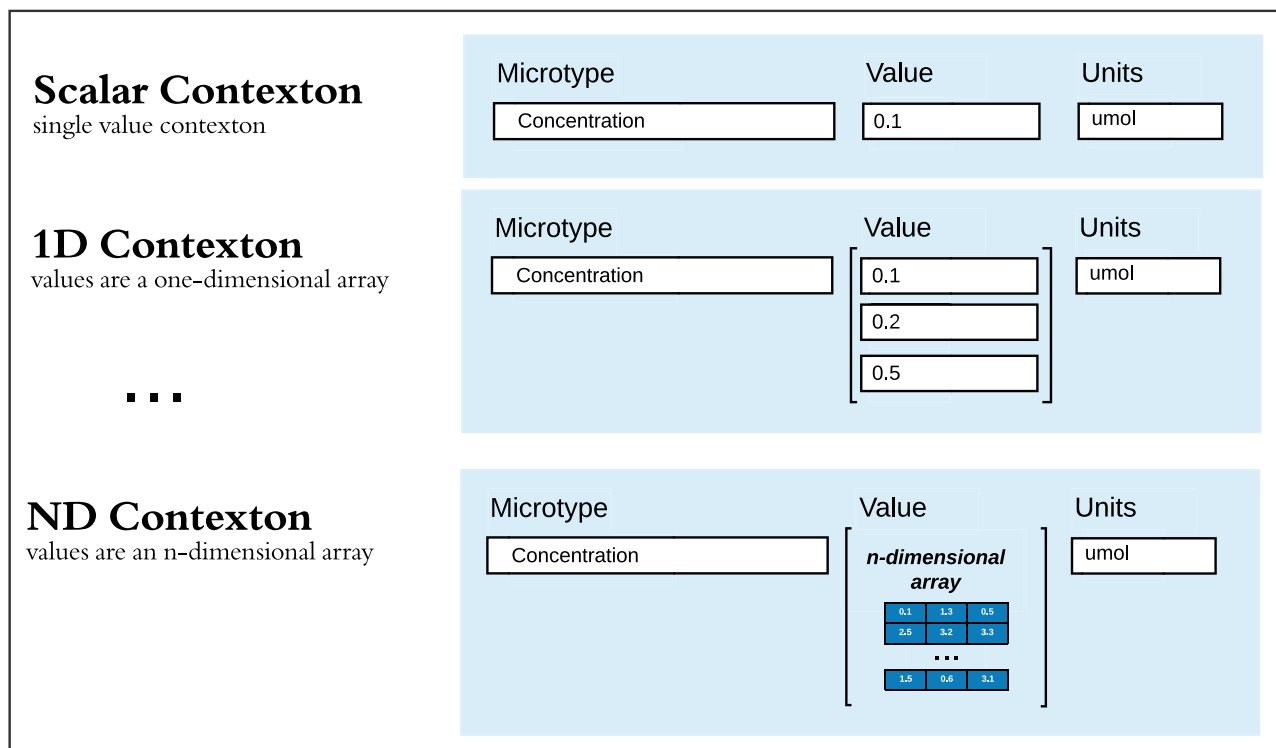 Scalar Contexton
single value contexton
Microtype Value Units
Concentration 0.1 umol
1D Contexton
values are a one-dimensional array
Microtype Value Units
Concentration 0.1 umol
0.2
0.5
...
ND Contexton
values are an n-dimensional array
Microtype Value Units
Concentration umol
n-dimensional
array
0.1 1.3 0.5
2.5 3.2 3.3
...
1.5 0.6 3.1